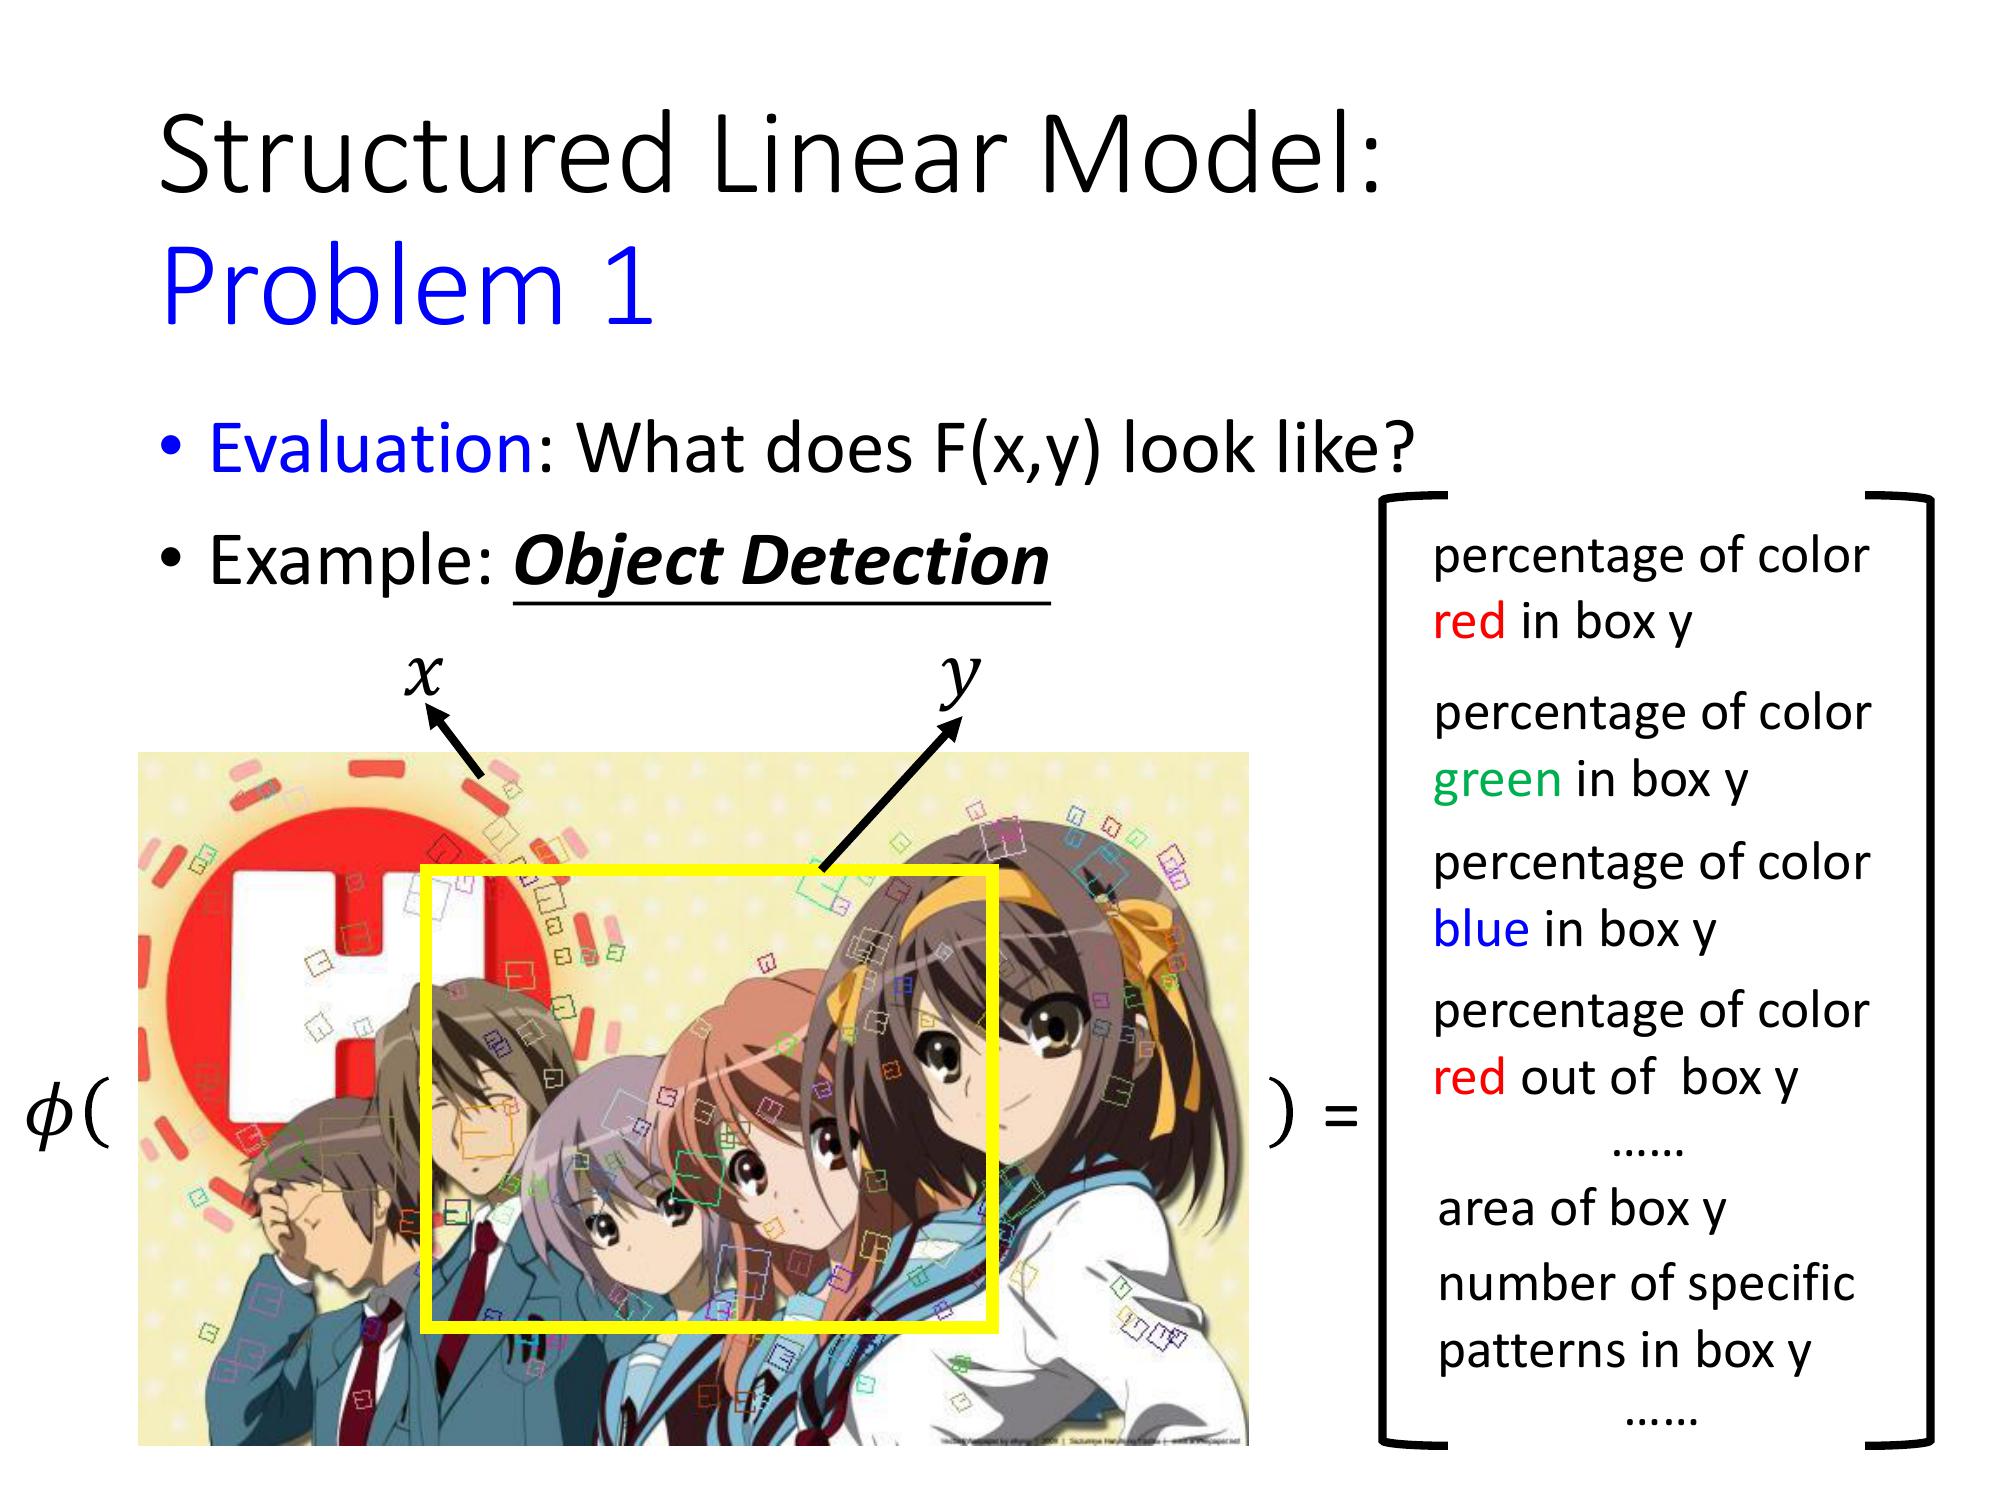 Structured Linear Model:
Problem 1
• Evaluation: What does F(x,y) look like?
• Example: Object Detection
x
y
H
ϕ(
) =
percentage of color
red in box y
percentage of color
green in box y
percentage of color
blue in box y
percentage of color
red out of box y
……
area of box y
number of specific
patterns in box y
……